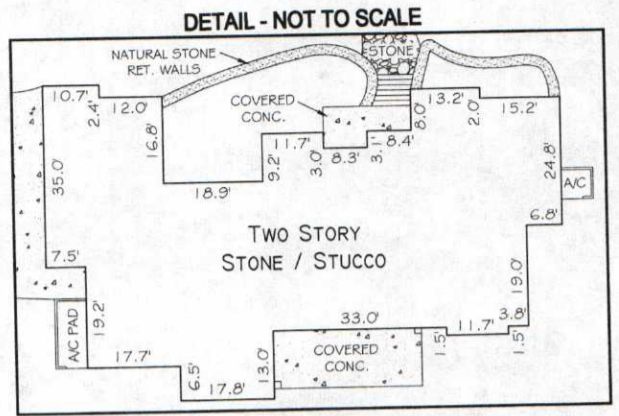 DETAIL - NOT TO SCALE
NATURAL STONE
RET. WALLS
STONE
COVERED
CONC.
10.7'
2.4'
12.0'
16.8'
18.9'
9.2'
11.7'
3.0'
8.3'
3.1'
8.4'
8.0'
13.2'
2.0'
15.2'
24.8'
A/C
6.8'
19.0'
3.8'
1.5'
11.7'
1.5'
33.0'
COVERED
CONC.
13.0'
17.8'
6.5'
17.7'
19.2'
A/C PAD
7.5'
35.0'
TWO STORY
STONE / STUCCO